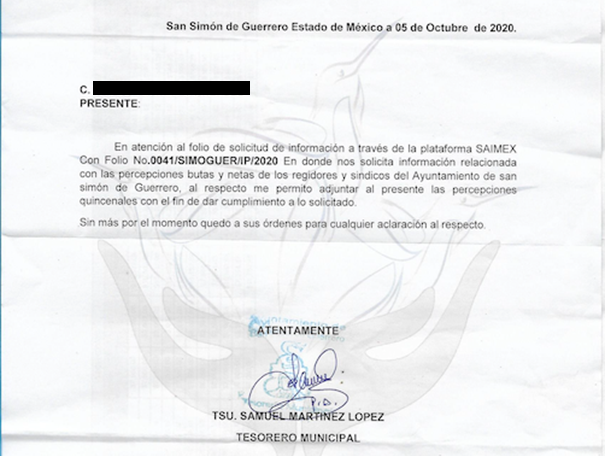 San Simón de Guerrero Estado de México a 05 de Octubre de 2020.
C.
PRESENTE:
En atención al folio de solicitud de información a través de la plataforma SAIMEX
Con Folio No.0041/SIMOGUER/IP/2020 En donde nos solicita información relacionada
con las percepciones butas y netas de los regidores y sindicos del Ayuntamiento de san
simón de Guerrero, al respecto me permito adjuntar al presente las percepciones
quincenales con el fin de dar cumplimiento a lo solicitado.
Sin más por el momento quedo a sus órdenes para cualquier aclaración al respecto.
ATENTAMENTE
P.D.
TSU. SAMUEL MARTINEZ LOPEZ
TESORERO MUNICIPAL